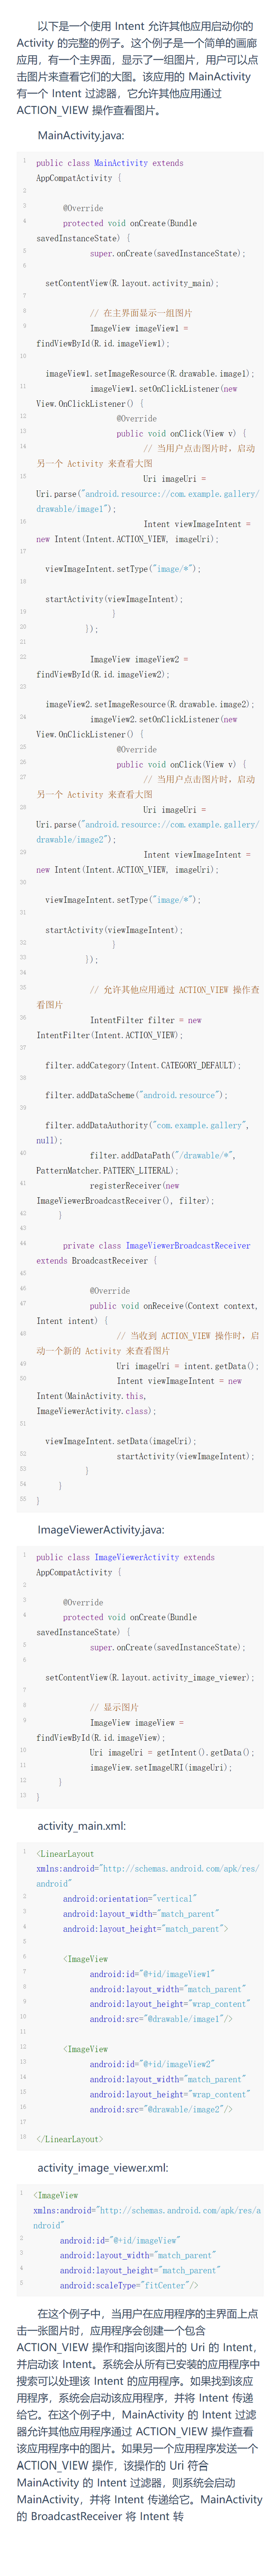 以下是一个使用 Intent 允许其他应用启动你的
Activity 的完整的例子。这个例子是一个简单的画廊
应用，有一个主界面，显示了一组图片，用户可以点
击图片来查看它们的大图。该应用的 MainActivity
有一个 Intent 过滤器，它允许其他应用通过
ACTION_VIEW 操作查看图片。
MainActivity.java:
1 public class MainActivity extends
AppCompatActivity {
2
3 @Override
4 protected void onCreate(Bundle
savedInstanceState) {
5 super.onCreate(savedInstanceState);
6
setContentView(R.layout.activity_main);
7
8 // 在主界面显示一组图片
9 ImageView imageView1 =
findViewById(R.id.imageView1);
10
imageView1.setImageResource(R.drawable.image1);
11 imageView1.setOnClickListener(new
View.OnClickListener() {
12 @Override
13 public void onClick(View v) {
14 // 当用户点击图片时，启动
另一个 Activity 来查看大图
15 Uri imageUri =
Uri.parse("android.resource://com.example.gallery/
drawable/image1");
16 Intent viewImageIntent =
new Intent(Intent.ACTION_VIEW, imageUri);
17
viewImageIntent.setType("image/*");
18
startActivity(viewImageIntent);
19 }
20 });
21
22 ImageView imageView2 =
findViewById(R.id.imageView2);
23
imageView2.setImageResource(R.drawable.image2);
24 imageView2.setOnClickListener(new
View.OnClickListener() {
25 @Override
26 public void onClick(View v) {
27 // 当用户点击图片时，启动
另一个 Activity 来查看大图
28 Uri imageUri =
Uri.parse("android.resource://com.example.gallery/
drawable/image2");
29 Intent viewImageIntent =
new Intent(Intent.ACTION_VIEW, imageUri);
30
viewImageIntent.setType("image/*");
31
startActivity(viewImageIntent);
32 }
33 });
34
35 // 允许其他应用通过 ACTION_VIEW 操作查
看图片
36 IntentFilter filter = new
IntentFilter(Intent.ACTION_VIEW);
37
filter.addCategory(Intent.CATEGORY_DEFAULT);
38
filter.addDataScheme("android.resource");
39
filter.addDataAuthority("com.example.gallery",
null);
40 filter.addDataPath("/drawable/*",
PatternMatcher.PATTERN_LITERAL);
41 registerReceiver(new
ImageViewerBroadcastReceiver(), filter);
42 }
43
44 private class ImageViewerBroadcastReceiver
extends BroadcastReceiver {
45
46 @Override
47 public void onReceive(Context context,
Intent intent) {
48 // 当收到 ACTION_VIEW 操作时，启
动一个新的 Activity 来查看图片
49 Uri imageUri = intent.getData();
50 Intent viewImageIntent = new
Intent(MainActivity.this,
ImageViewerActivity.class);
51
viewImageIntent.setData(imageUri);
52 startActivity(viewImageIntent);
53 }
54 }
55 }
ImageViewerActivity.java:
1 public class ImageViewerActivity extends
AppCompatActivity {
2
3 @Override
4 protected void onCreate(Bundle
savedInstanceState) {
5 super.onCreate(savedInstanceState);
6
setContentView(R.layout.activity_image_viewer);
7
8 // 显示图片
9 ImageView imageView =
findViewById(R.id.imageView);
10 Uri imageUri = getIntent().getData();
11 imageView.setImageURI(imageUri);
12 }
13 }
activity_main.xml:
1 <LinearLayout
xmlns:android="http://schemas.android.com/apk/res/
android"
2 android:orientation="vertical"
3 android:layout_width="match_parent"
4 android:layout_height="match_parent">
5
6 <ImageView
7 android:id="@+id/imageView1"
8 android:layout_width="match_parent"
9 android:layout_height="wrap_content"
10 android:src="@drawable/image1"/>
11
12 <ImageView
13 android:id="@+id/imageView2"
14 android:layout_width="match_parent"
15 android:layout_height="wrap_content"
16 android:src="@drawable/image2"/>
17
18 </LinearLayout>
activity_image_viewer.xml:
1 <ImageView
xmlns:android="http://schemas.android.com/apk/res/a
ndroid"
2 android:id="@+id/imageView"
3 android:layout_width="match_parent"
4 android:layout_height="match_parent"
5 android:scaleType="fitCenter"/>
在这个例子中，当用户在应用程序的主界面上点
击一张图片时，应用程序会创建一个包含
ACTION_VIEW 操作和指向该图片的 Uri 的 Intent，
并启动该 Intent。系统会从所有已安装的应用程序中
搜索可以处理该 Intent 的应用程序。如果找到该应
用程序，系统会启动该应用程序，并将 Intent 传递
给它。在这个例子中，MainActivity 的 Intent 过滤
器允许其他应用程序通过 ACTION_VIEW 操作查看
该应用程序中的图片。如果另一个应用程序发送一个
ACTION_VIEW 操作，该操作的 Uri 符合
MainActivity 的 Intent 过滤器，则系统会启动
MainActivity，并将 Intent 传递给它。MainActivity
的 BroadcastReceiver 将 Intent 转